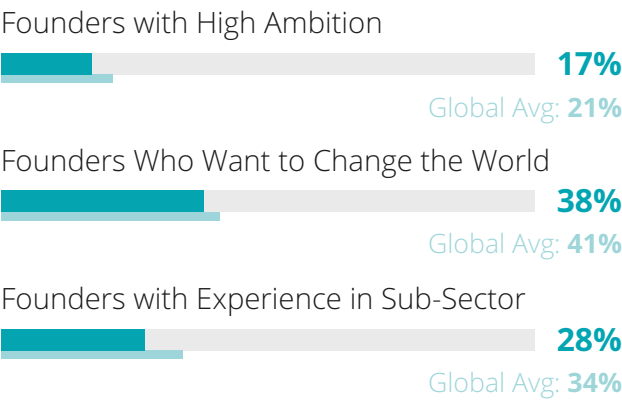 Founders with High Ambition
17%
Global Avg: 21%
Founders Who Want to Change the World
38%
Global Avg: 41%
Founders with Experience in Sub-Sector
28%
Global Avg: 34%